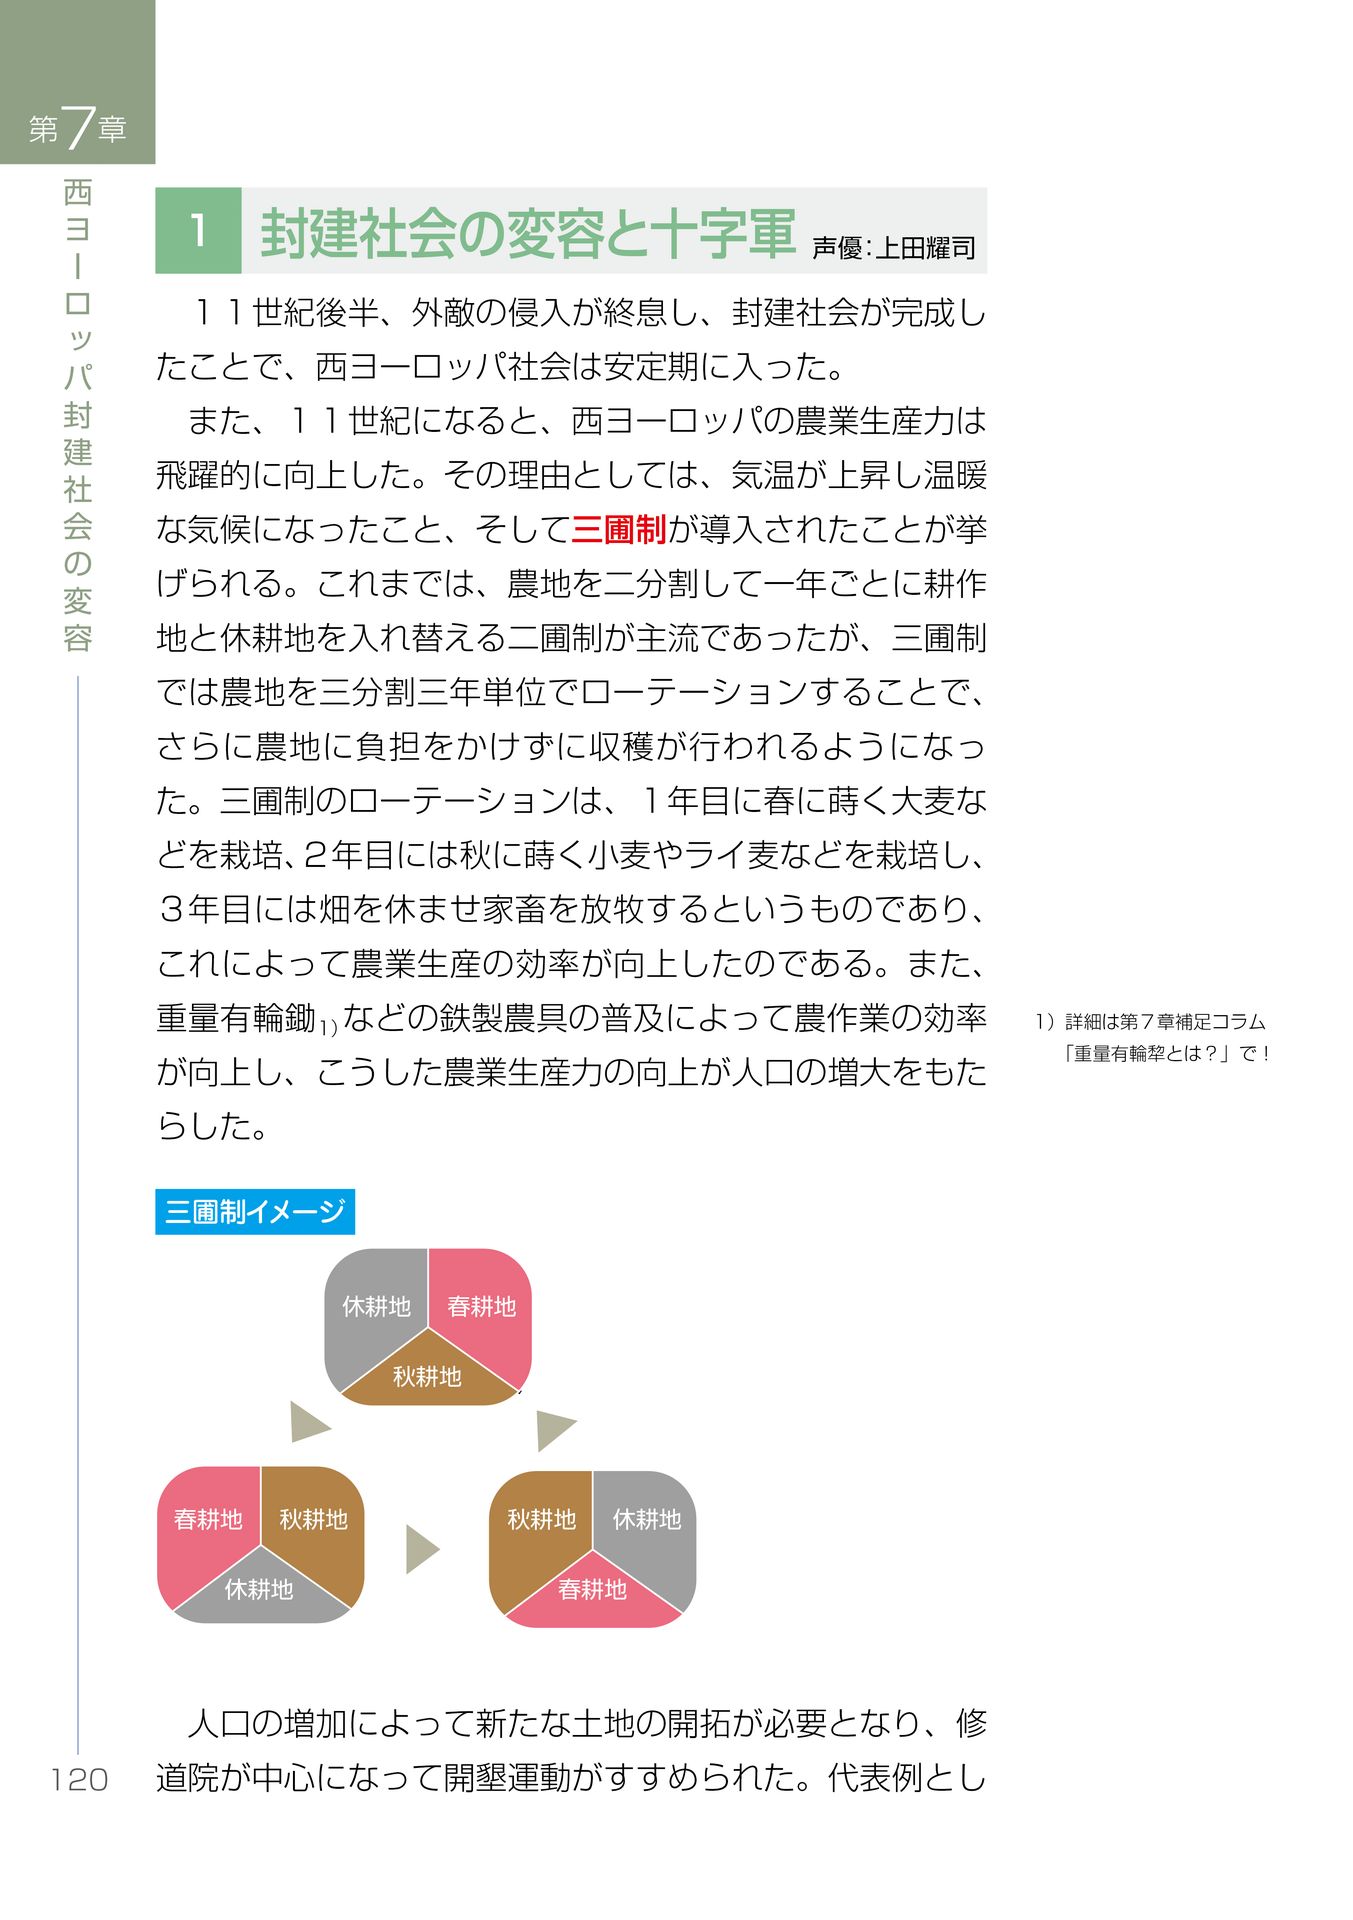 第7章
西ヨーロッパ封建社会の変容
1 封建社会の変容と十字軍 声優：上田耀司
１１世紀後半、外敵の侵入が終息し、封建社会が完成し
たことで、西ヨーロッパ社会は安定期に入った。
また、１１世紀になると、西ヨーロッパの農業生産力は
飛躍的に向上した。その理由としては、気温が上昇し温暖
な気候になったこと、そして三圃制が導入されたことが挙
げられる。これまでは、農地を二分割して一年ごとに耕作
地と休耕地を入れ替える二圃制が主流であったが、三圃制
では農地を三分割三年単位でローテーションすることで、
さらに農地に負担をかけずに収穫が行われるようになっ
た。三圃制のローテーションは、１年目に春に蒔く大麦な
どを栽培、２年目には秋に蒔く小麦やライ麦などを栽培し、
３年目には畑を休ませ家畜を放牧するというものであり、
これによって農業生産の効率が向上したのである。また、
重量有輪鋤1)などの鉄製農具の普及によって農作業の効率
が向上し、こうした農業生産力の向上が人口の増大をもた
らした。
1）詳細は第７章補足コラム
「重量有輪犂とは？」で！
三圃制イメージ
休耕地 春耕地
秋耕地
春耕地 秋耕地
休耕地
秋耕地 休耕地
春耕地
人口の増加によって新たな土地の開拓が必要となり、修
道院が中心になって開墾運動がすすめられた。代表例とし
120